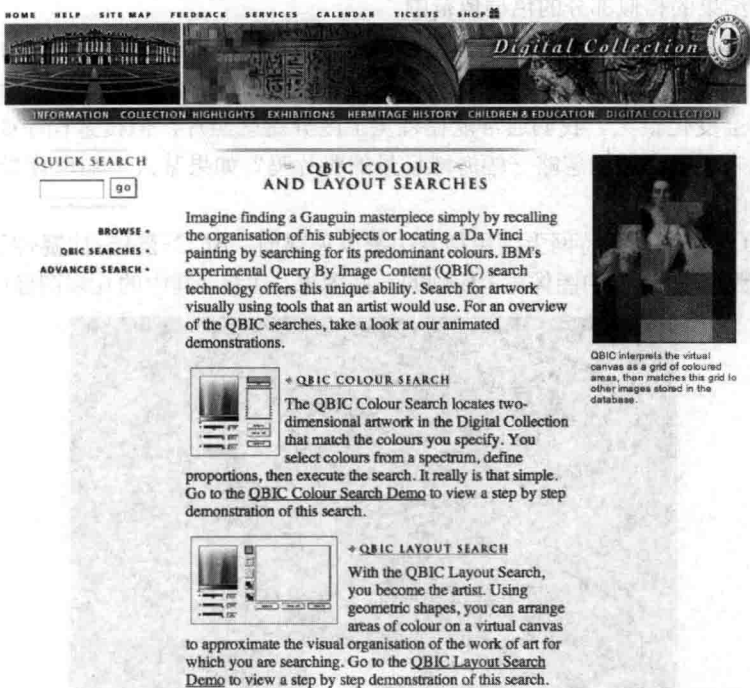 HOME HELP SITE MAP FEEDBACK SERVICES CALENDAR TICKETS SHOP
Digital Collection
INFORMATION COLLECTION HIGHLIGHTS EXHIBITIONS HERMITAGE HISTORY CHILDREN & EDUCATION DIGITAL COLLECTION
QUICK SEARCH
go
BROWSE
QBIC SEARCHES
ADVANCED SEARCH
QBIC COLOUR
AND LAYOUT SEARCHES
Imagine finding a Gauguin masterpiece simply by recalling
the organisation of his subjects or locating a Da Vinci
painting by searching for its predominant colours. IBM's
experimental Query By Image Content (QBIC) search
technology offers this unique ability. Search for artwork
visually using tools that an artist would use. For an overview
of the QBIC searches, take a look at our animated
demonstrations.
QBIC COLOUR SEARCH
The QBIC Colour Search locates two-
dimensional artwork in the Digital Collection
that match the colours you specify. You
select colours from a spectrum, define
proportions, then execute the search. It really is that simple.
Go to the QBIC Colour Search Demo to view a step by step
demonstration of this search.
QBIC LAYOUT SEARCH
With the QBIC Layout Search,
you become the artist. Using
geometric shapes, you can arrange
areas of colour on a virtual canvas
to approximate the visual organisation of the work of art for
which you are searching. Go to the QBIC Layout Search
Demo to view a step by step demonstration of this search.
QBIC interprets the virtual
canvas as a grid of coloured
areas, then matches this grid to
other images stored in the
database.